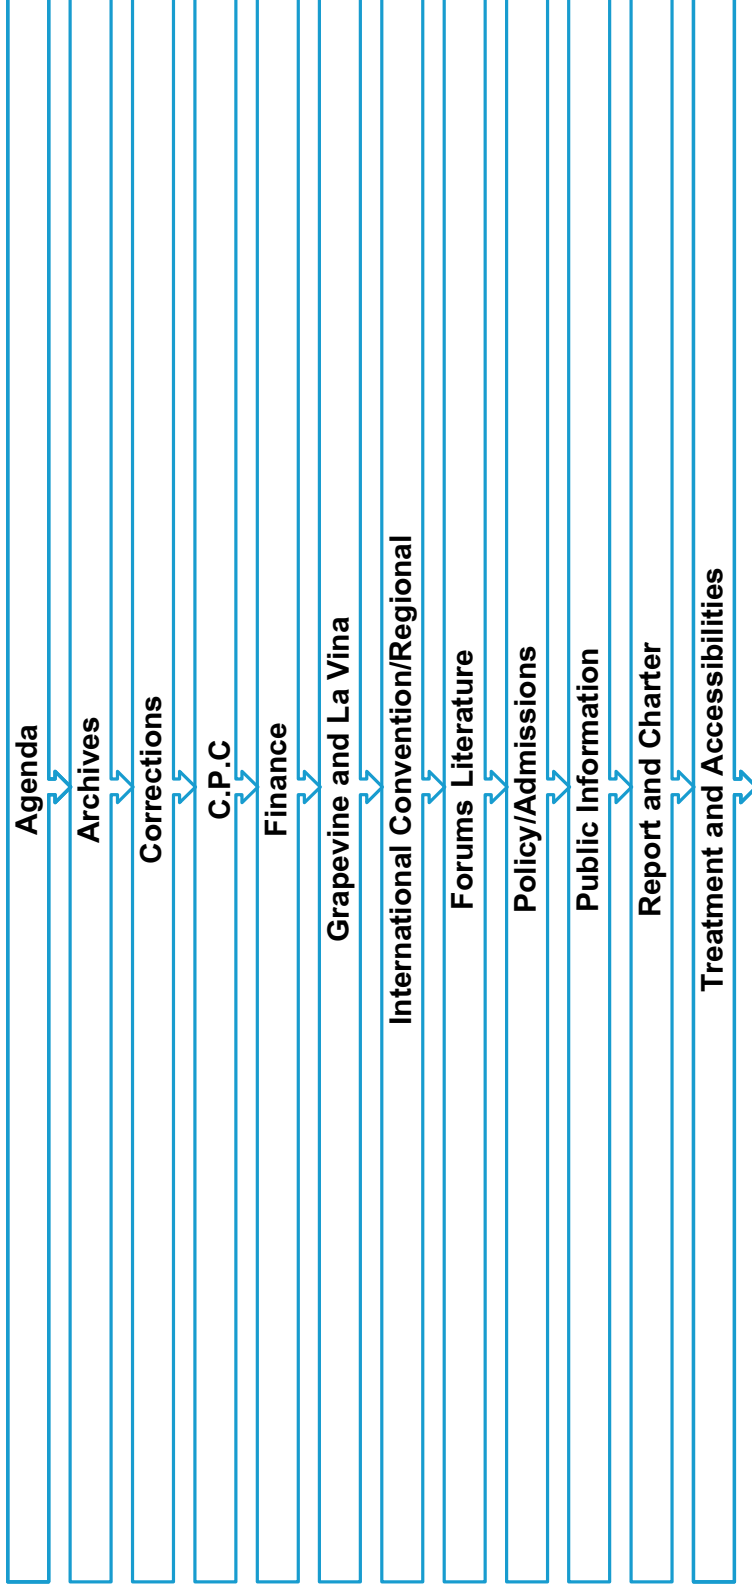 Agenda
Archives
Corrections
C.P.C
Finance
Grapevine and La Vina
International Convention/Regional
Forums Literature
Policy/Admissions
Public Information
Report and Charter
Treatment and Accessibilities